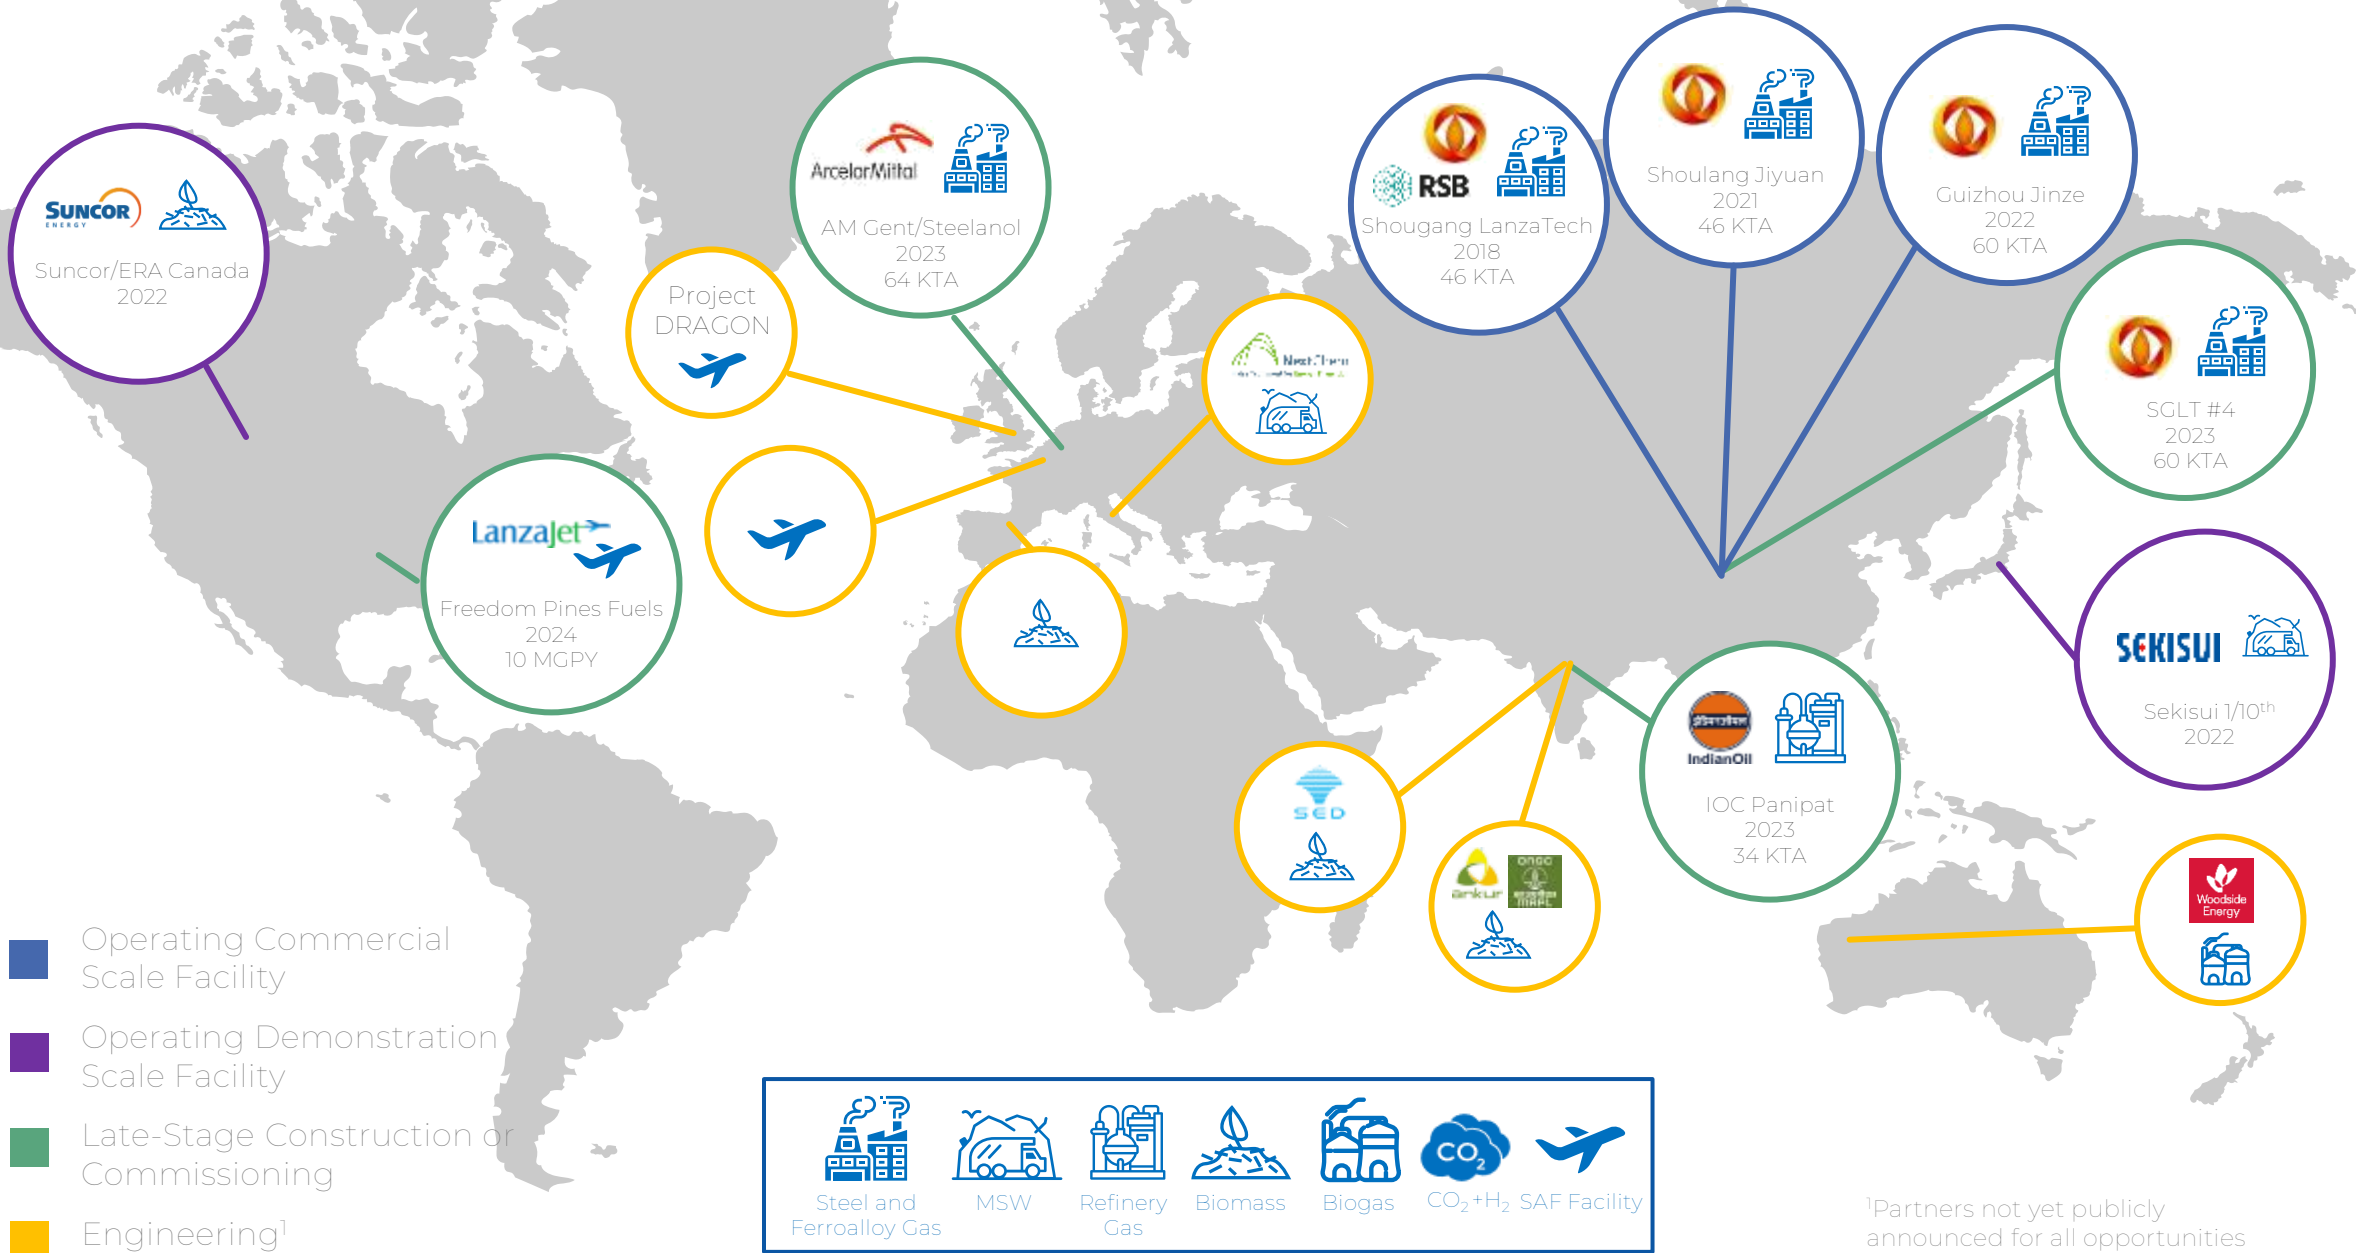 SUNCOR
ENERGY
Suncor/ERA Canada
2022
ArcelorMittal
AM Gent/Steelanol
2023
64 KTA
Project
DRAGON
NextChem
RSB
Shougang LanzaTech
2018
46 KTA
Shoulang Jiyuan
2021
46 KTA
Guizhou Jinze
2022
60 KTA
SGLT #4
2023
60 KTA
LanzaJet
Freedom Pines Fuels
2024
10 MGPY
SEKISUI
Sekisui 1/10th
2022
SED
ankur
ONGC
MRPL
इंडियनऑयल
IndianOil
IOC Panipat
2023
34 KTA
Woodside
Energy
Operating Commercial
Scale Facility
Operating Demonstration
Scale Facility
Late-Stage Construction or
Commissioning
Engineering1
CO2
Steel and
Ferroalloy Gas
MSW
Refinery
Gas
Biomass
Biogas
CO2+H2
SAF Facility
1Partners not yet publicly
announced for all opportunities